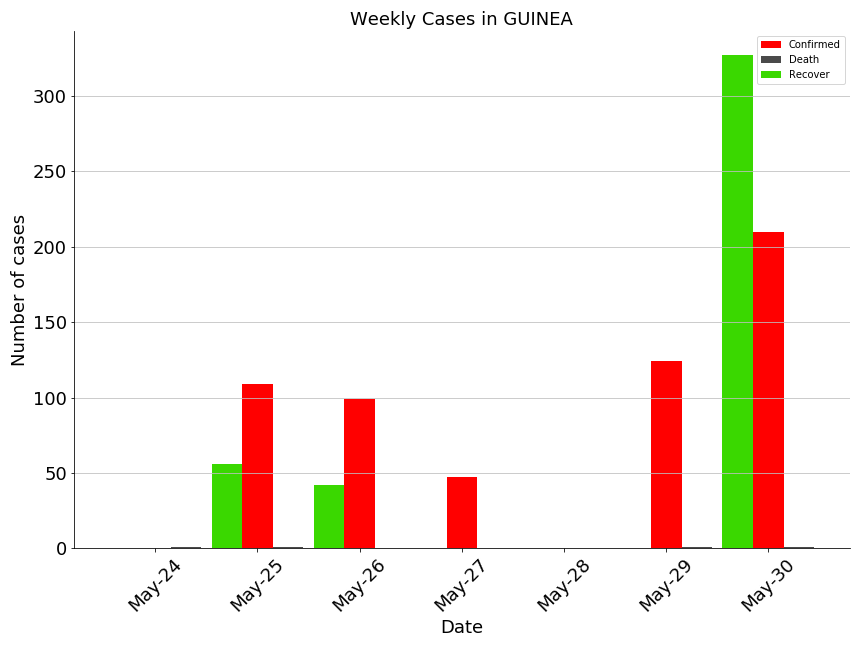 Weekly Cases in GUINEA
Confirmed
Death
Recover
Number of cases
300
250
200
150
100
50
0
May-24
May-25
May-26
May-27
May-28
May-29
May-30
Date